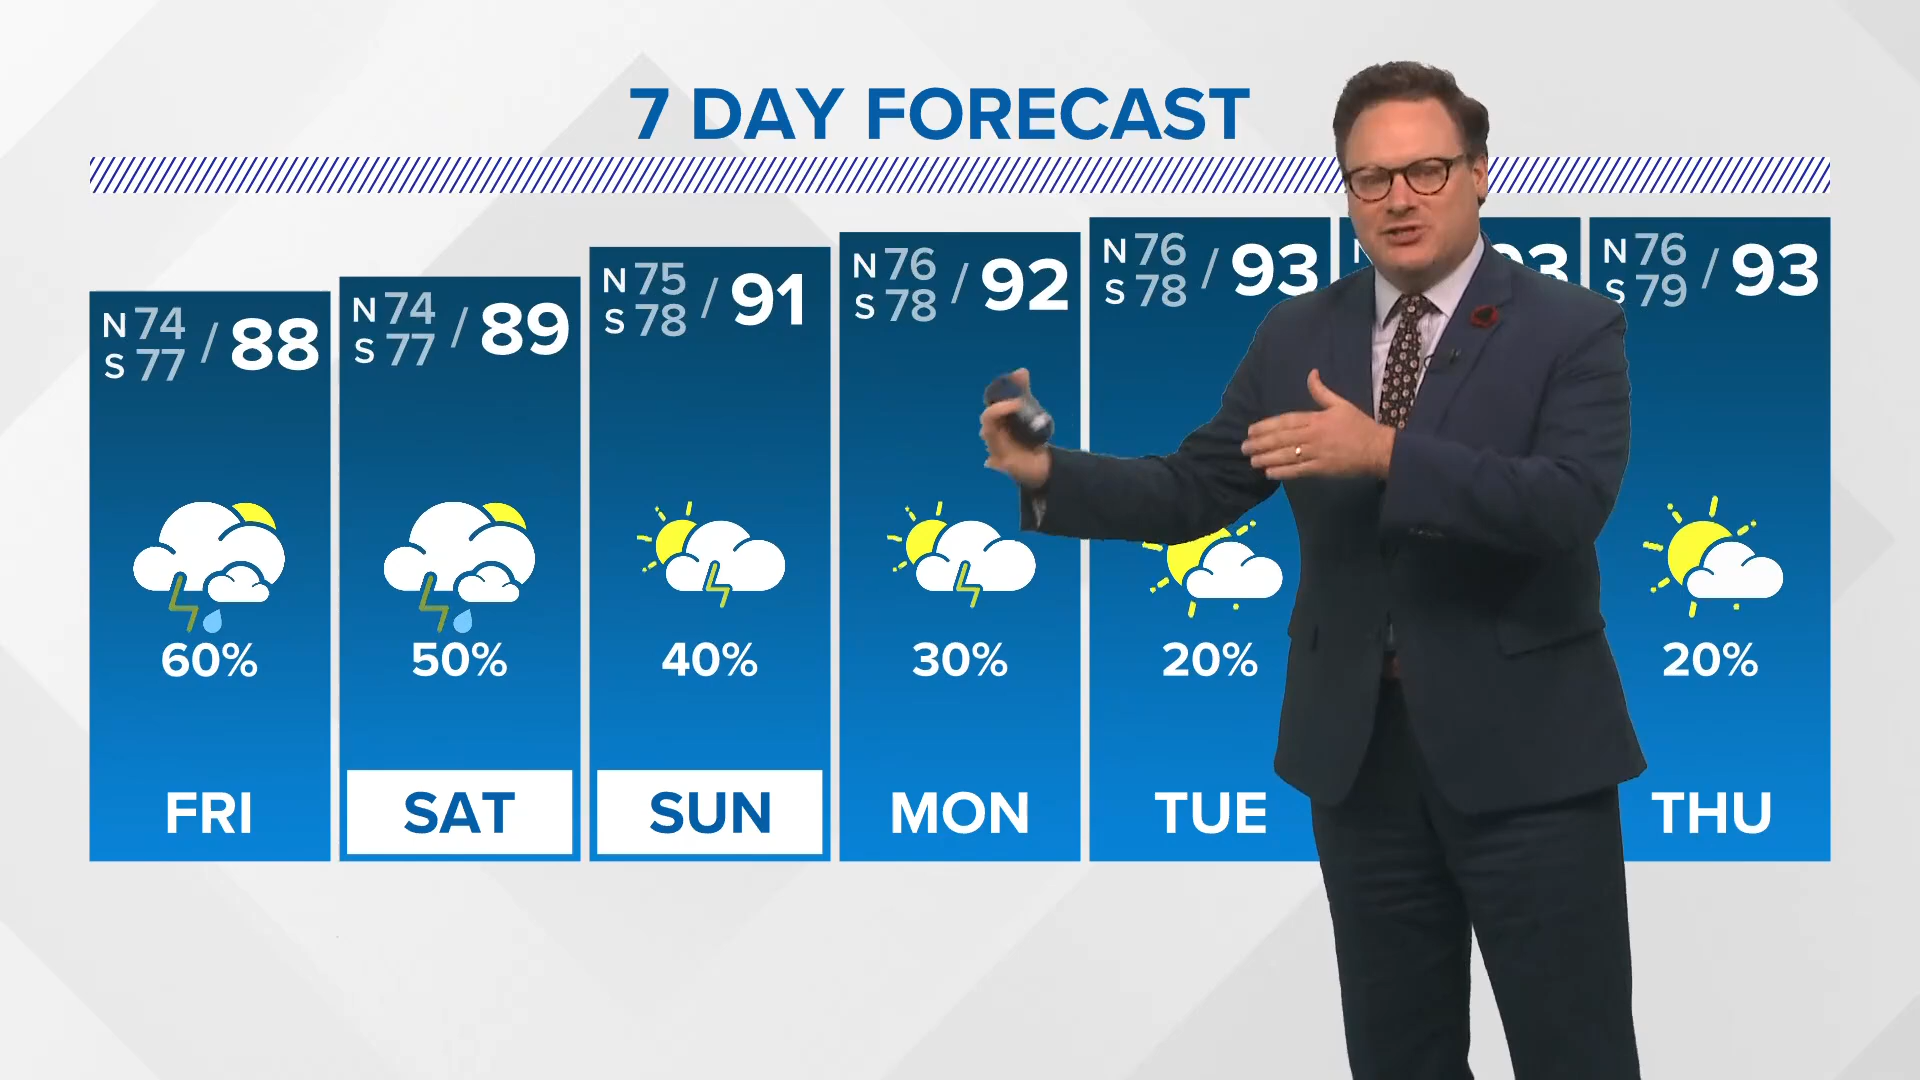 7 DAY FORECAST
N 74
S 77
/ 88
60%
FRI
N 74
S 77
/ 89
50%
SAT
N 75
S 78
/ 91
40%
SUN
N 76
S 78
/ 92
30%
MON
N 76
S 78
/ 93
20%
TUE
N
93
N 76
S 79
/ 93
20%
THU